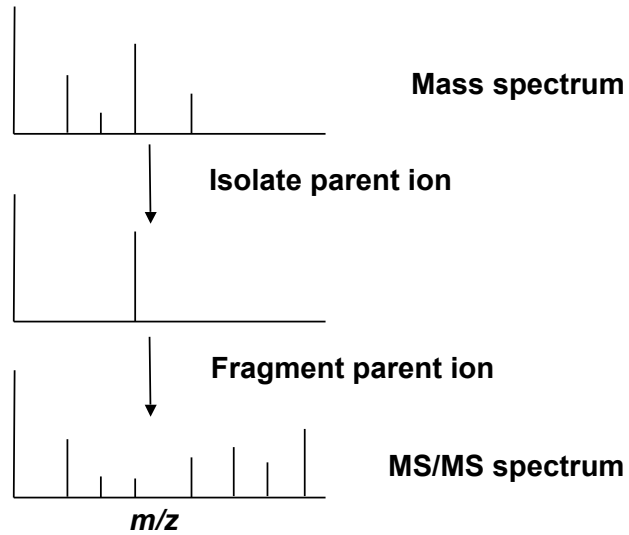 Mass spectrum
Isolate parent ion
Fragment parent ion
MS/MS spectrum
m/z